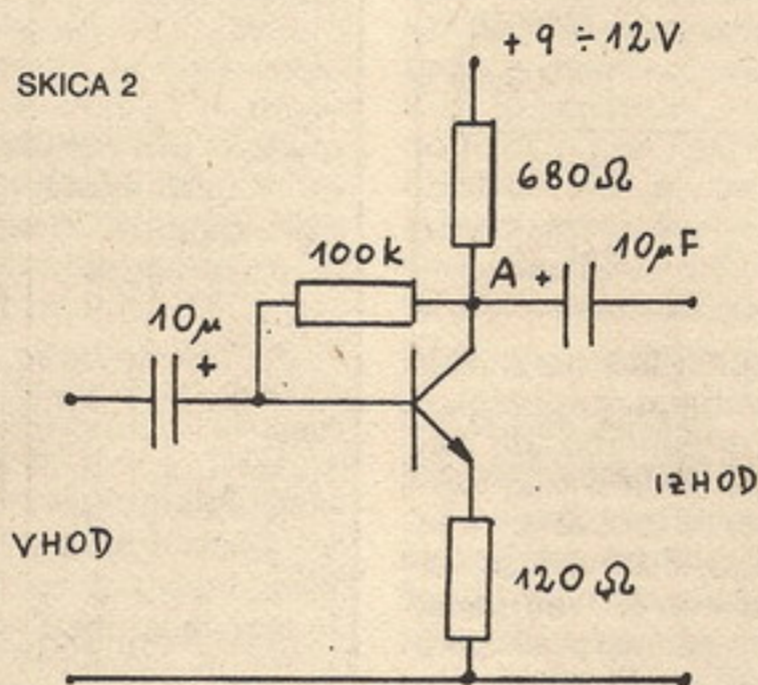 + 9 ÷ 12V
SKICA 2
680Ω
100k
A +
10μF
10μ
+
IZHOD
VHOD
120Ω